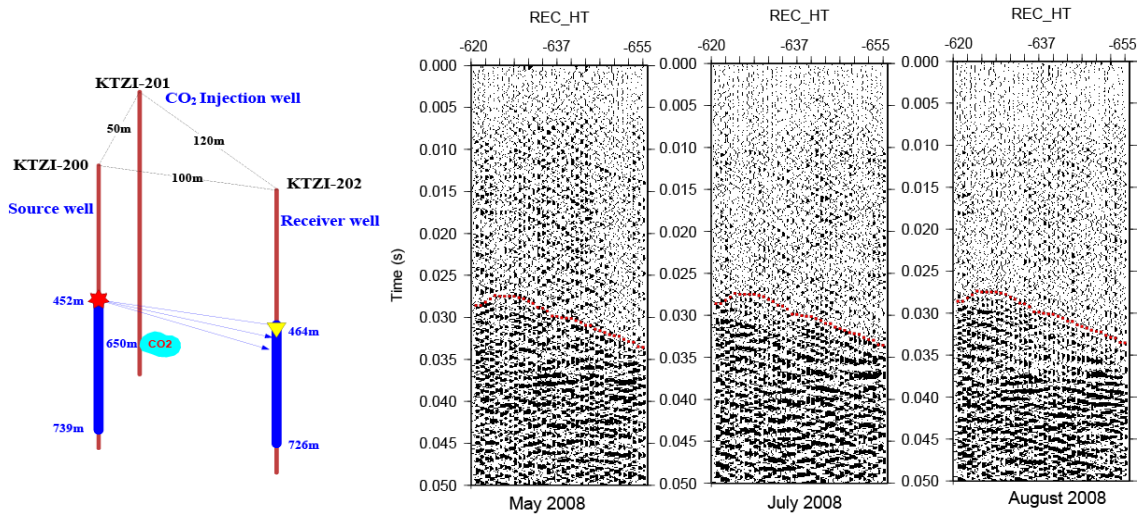 KTZI-201
CO2 Injection well
50m
120m
KTZI-200
100m
KTZI-202
Source well
Receiver well
452m
464m
650m
CO2
739m
726m
REC_HT
-620 -637 -655
Time (s)
0.000
0.005
0.010
0.015
0.020
0.025
0.030
0.035
0.040
0.045
0.050
May 2008
REC_HT
-620 -637 -655
0.000
0.005
0.010
0.015
0.020
0.025
0.030
0.035
0.040
0.045
0.050
July 2008
REC_HT
-620 -637 -655
0.000
0.005
0.010
0.015
0.020
0.025
0.030
0.035
0.040
0.045
0.050
August 2008